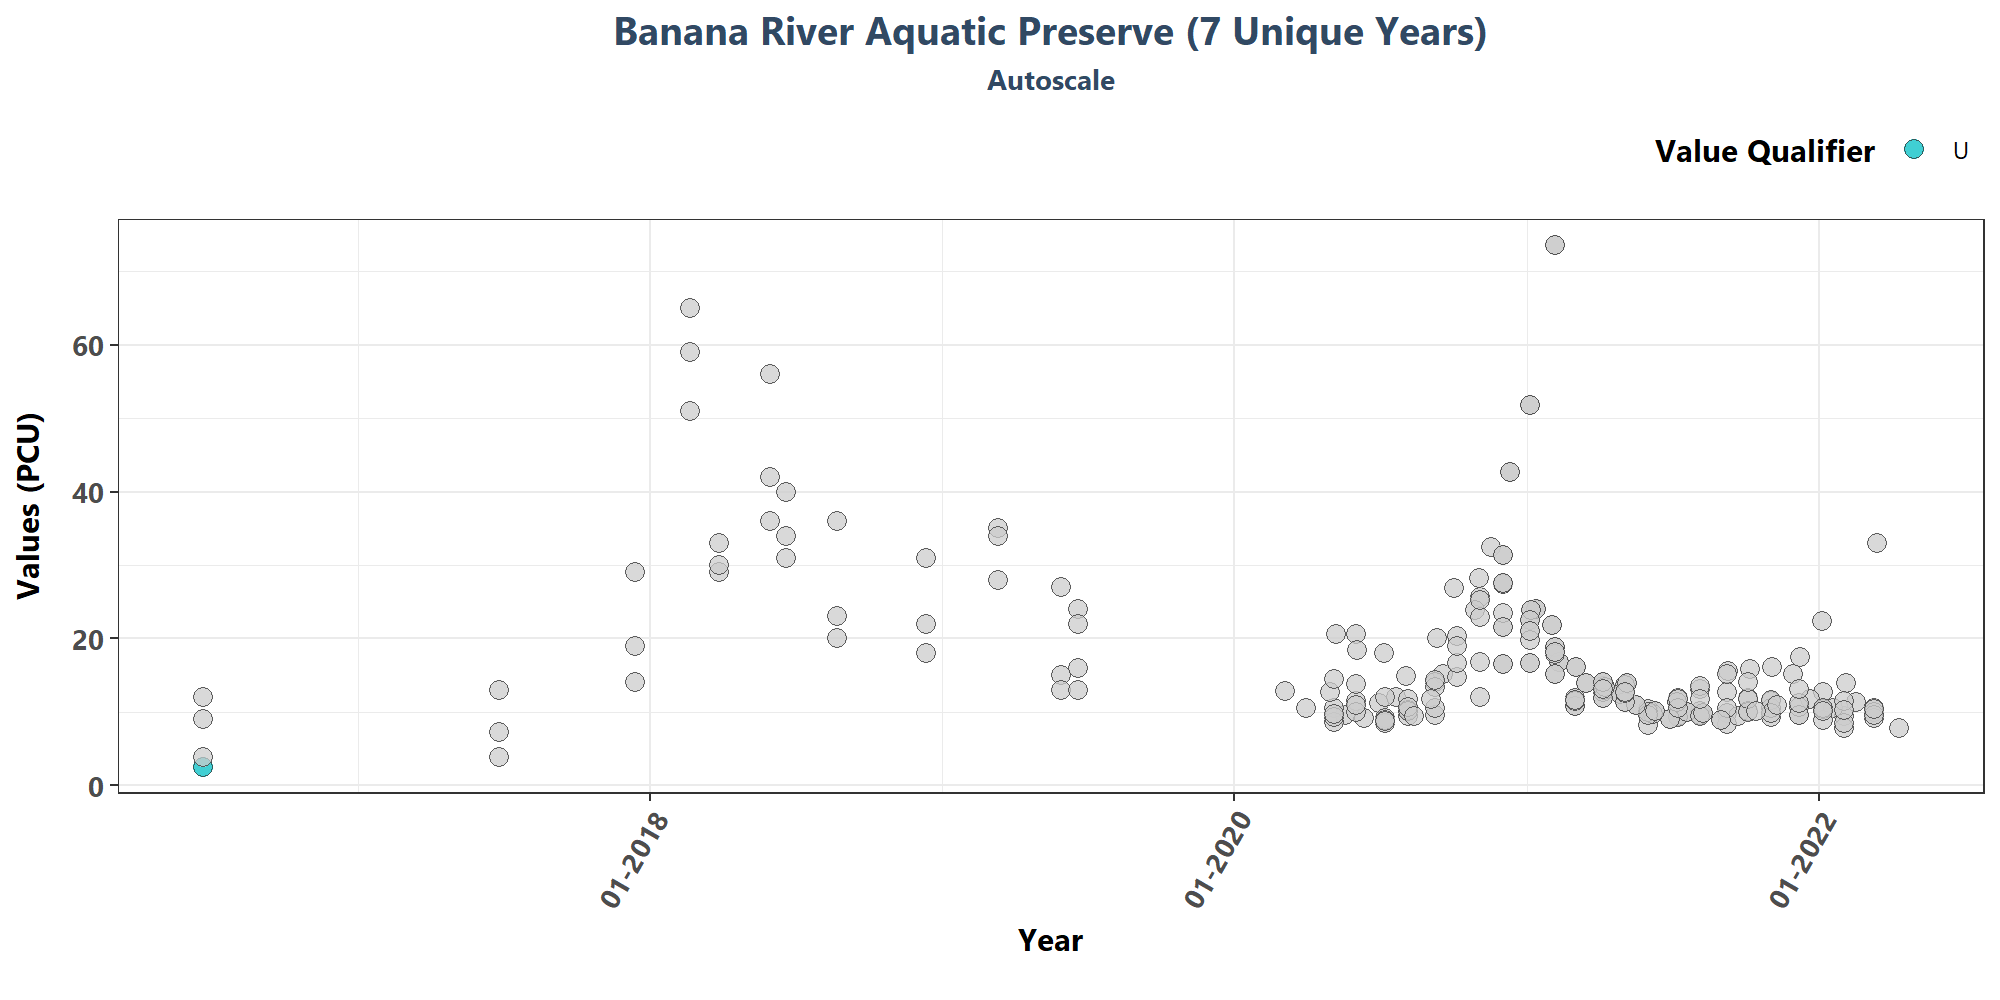 Banana River Aquatic Preserve (7 Unique Years)
Autoscale
Value Qualifier U
Values (PCU)
60
40
20
0
01-2018 01-2020 01-2022
Year